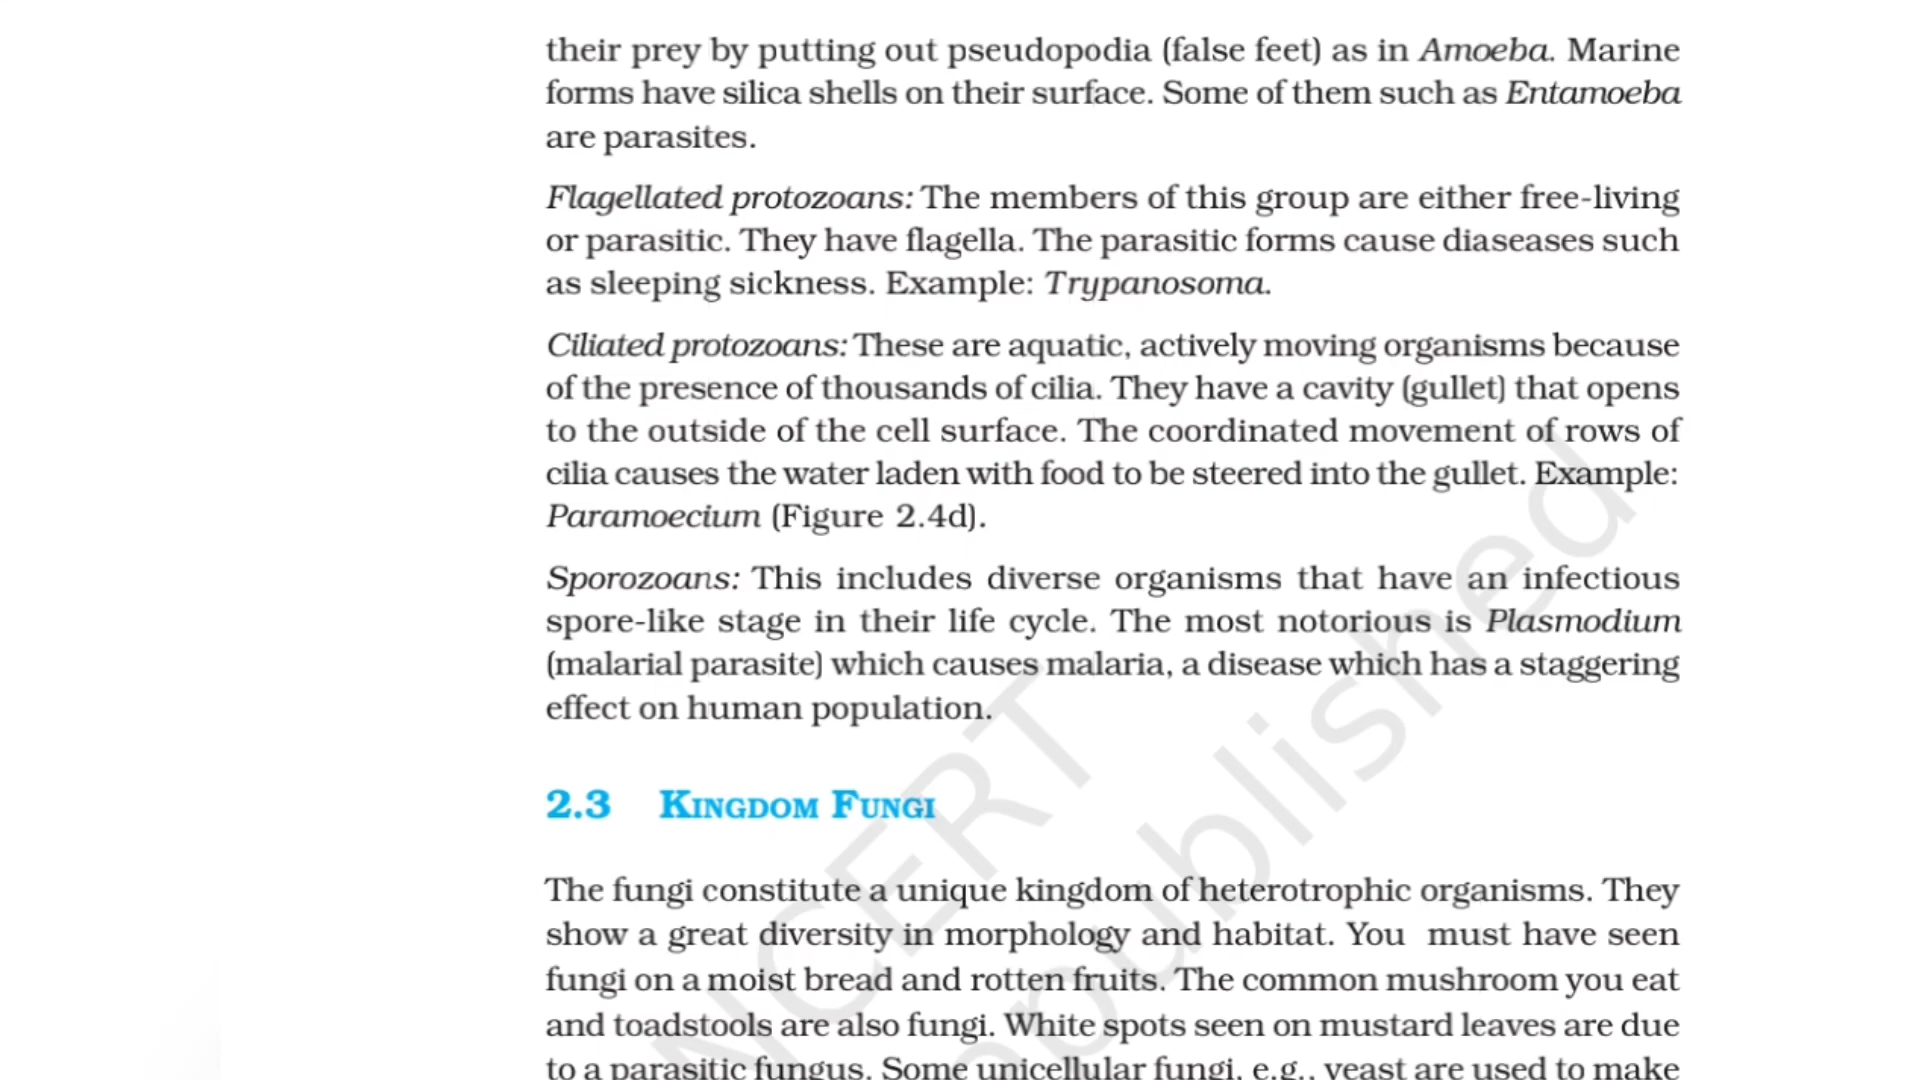 their prey by putting out pseudopodia (false feet) as in Amoeba. Marine
forms have silica shells on their surface. Some of them such as Entamoeba
are parasites.
Flagellated protozoans: The members of this group are either free-living
or parasitic. They have flagella. The parasitic forms cause diaseases such
as sleeping sickness. Example: Trypanosoma.
Ciliated protozoans: These are aquatic, actively moving organisms because
of the presence of thousands of cilia. They have a cavity (gullet) that opens
to the outside of the cell surface. The coordinated movement of rows of
cilia causes the water laden with food to be steered into the gullet. Example:
Paramoecium (Figure 2.4d).
Sporozoans: This includes diverse organisms that have an infectious
spore-like stage in their life cycle. The most notorious is Plasmodium
(malarial parasite) which causes malaria, a disease which has a staggering
effect on human population.
2.3 Kingdom Fungi
The fungi constitute a unique kingdom of heterotrophic organisms. They
show a great diversity in morphology and habitat. You must have seen
fungi on a moist bread and rotten fruits. The common mushroom you eat
and toadstools are also fungi. White spots seen on mustard leaves are due
to a parasitic fungus. Some unicellular fungi, e.g., yeast are used to make
NCERT
published